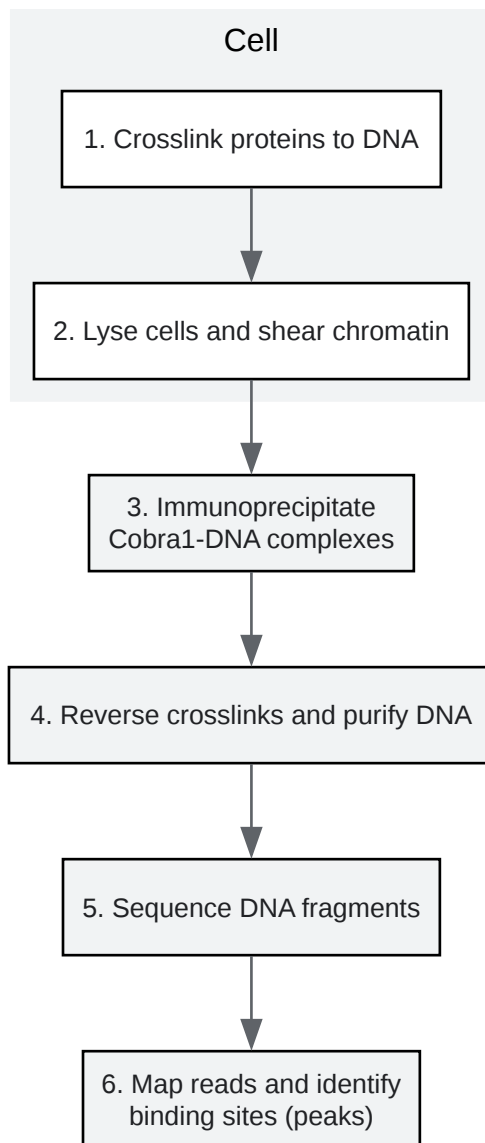 Cell
1. Crosslink proteins to DNA
2. Lyse cells and shear chromatin
3. Immunoprecipitate
Cobra1-DNA complexes
4. Reverse crosslinks and purify DNA
5. Sequence DNA fragments
6. Map reads and identify
binding sites (peaks)